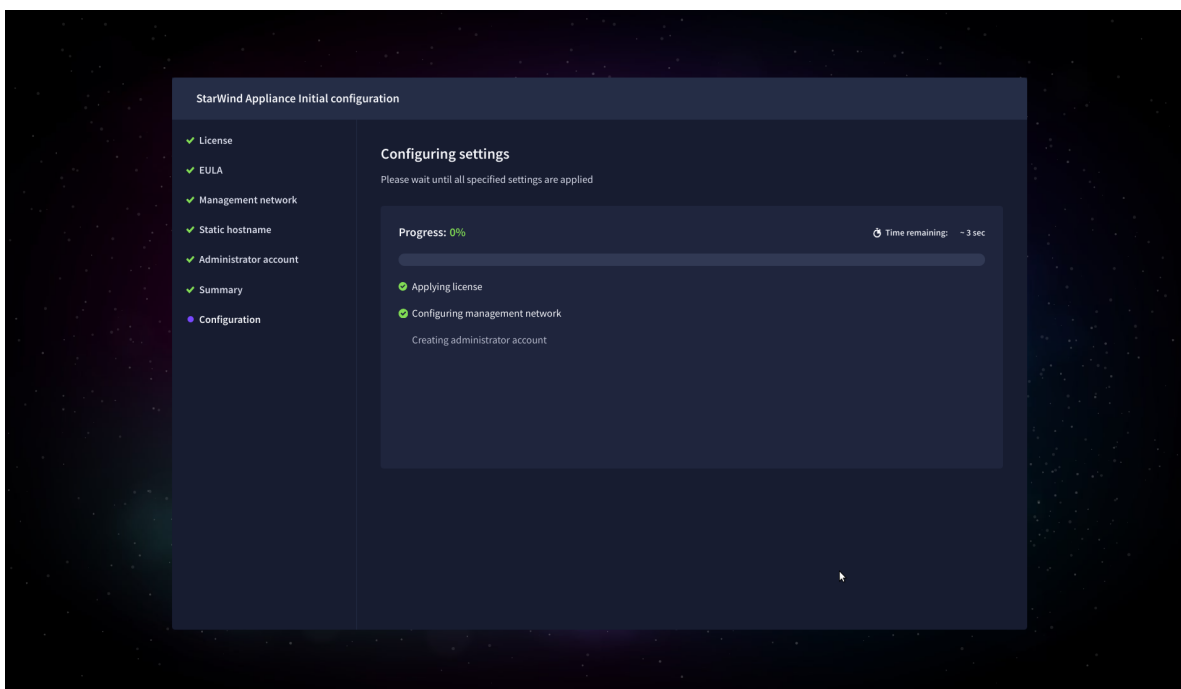 StarWind Appliance Initial configuration
License
EULA
Management network
Static hostname
Administrator account
Summary
Configuration
Configuring settings
Please wait until all specified settings are applied
Progress: 0%
Time remaining: ~ 3 sec
Applying license
Configuring management network
Creating administrator account